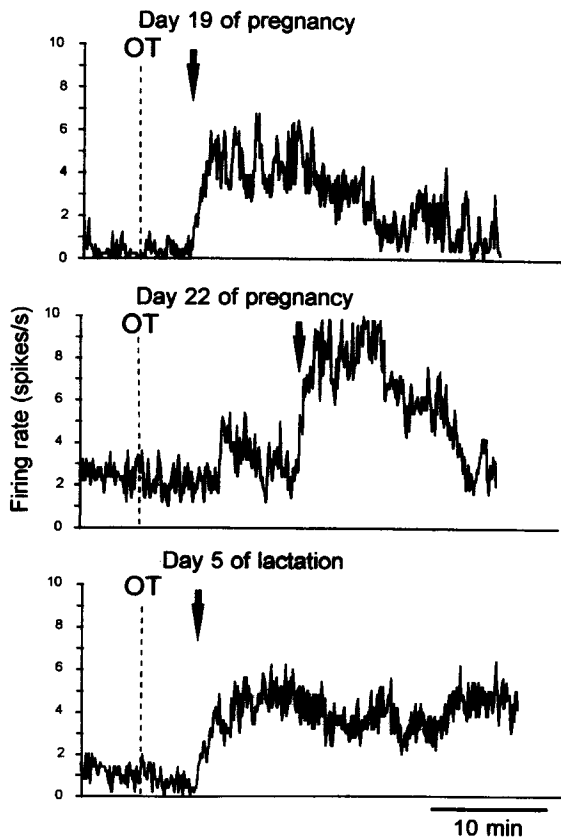 Day 19 of pregnancy
OT
10
8
6
4
2
0
Day 22 of pregnancy
OT
10
8
6
4
2
0
Firing rate (spikes/s)
Day 5 of lactation
OT
10
8
6
4
2
0
10 min